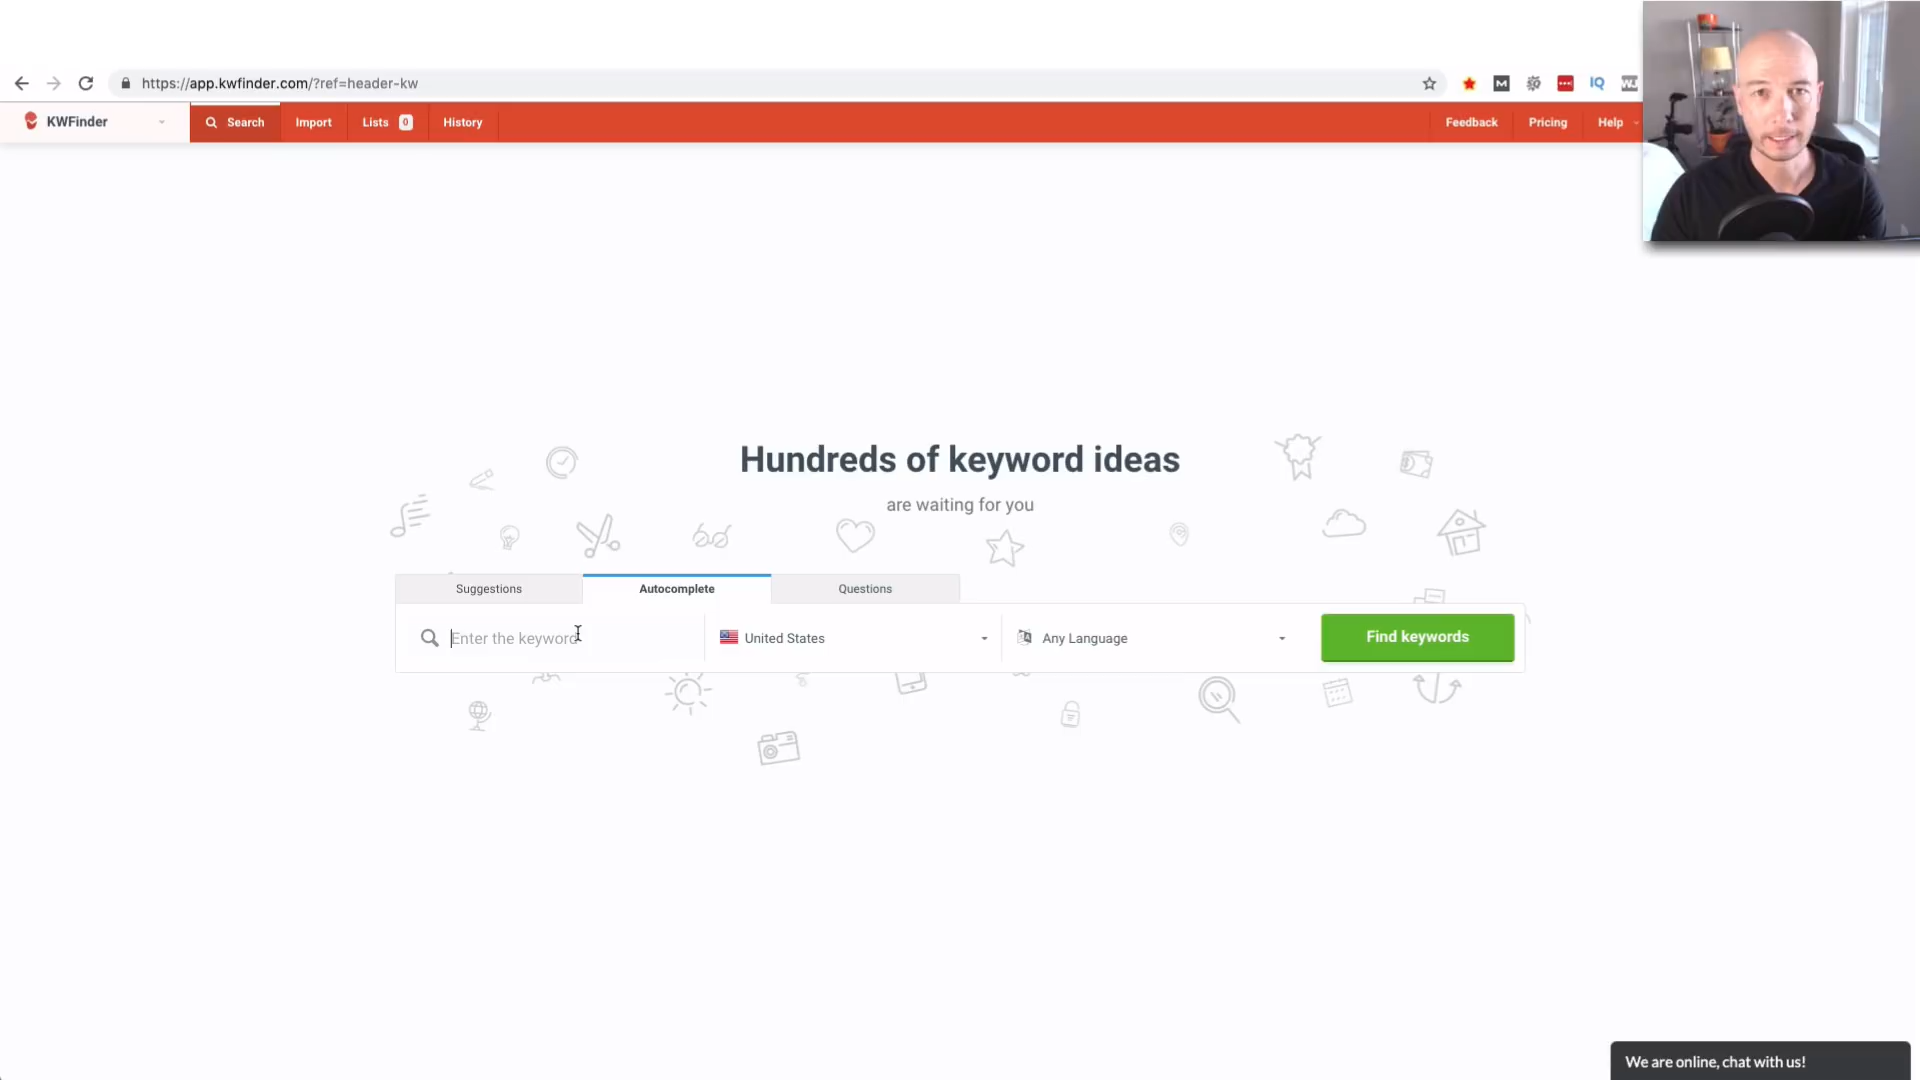 https://app.kwfinder.com/?ref=header-kw
M
IQ
KWFinder
Search
Import
Lists 0
History
Feedback
Pricing
Help
Hundreds of keyword ideas
are waiting for you
Suggestions
Autocomplete
Questions
Enter the keyword
United States
Any Language
Find keywords
We are online, chat with us!